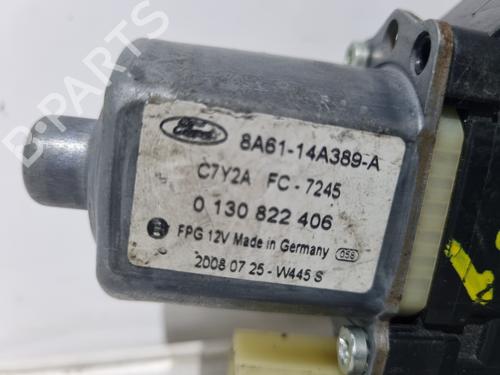 Ford
8A61-14A389-A
C7Y2A FC-7245
0 130 822 406
FPG 12V Made in Germany 058
2008 07 25-W445 S
B-PARTS